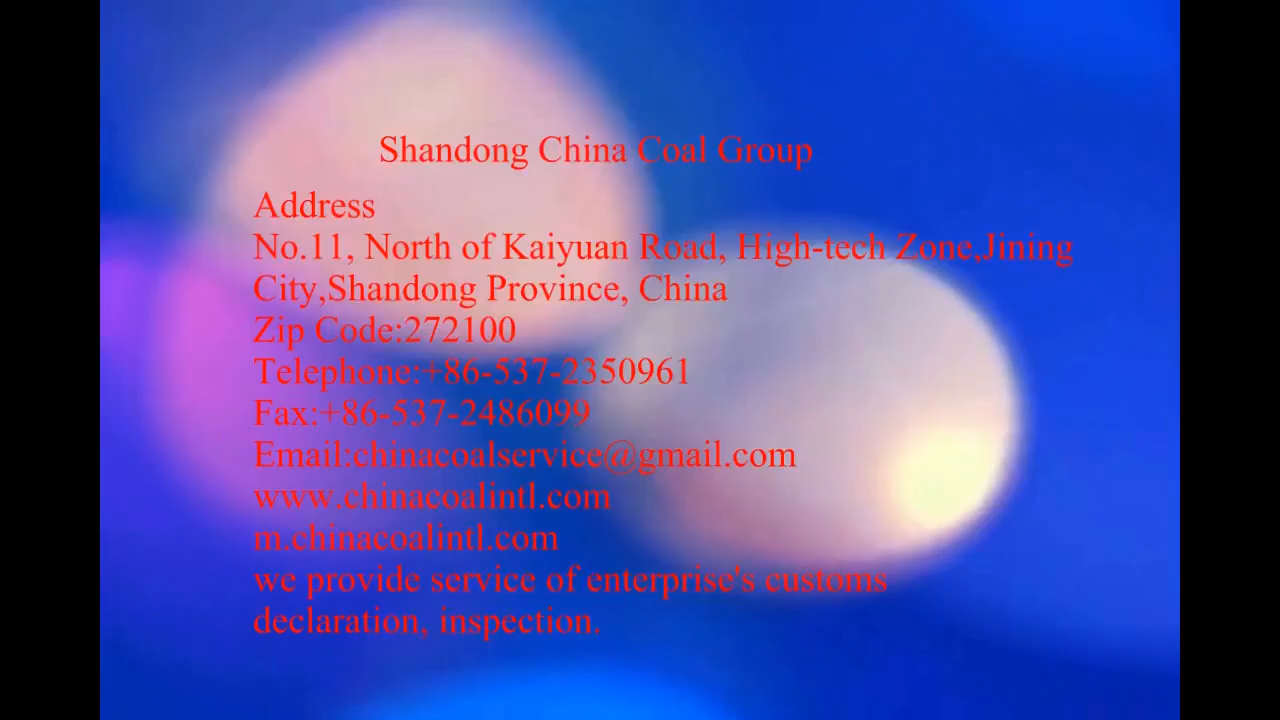 Shandong China Coal Group
Address
No.11, North of Kaiyuan Road, High-tech Zone,Jining
City,Shandong Province, China
Zip Code:272100
Telephone:+86-537-2350961
Fax:+86-537-2486099
Email:chinacoalservice@gmail.com
www.chinacoalintl.com
m.chinacoalintl.com
we provide service of enterprise's customs
declaration, inspection.